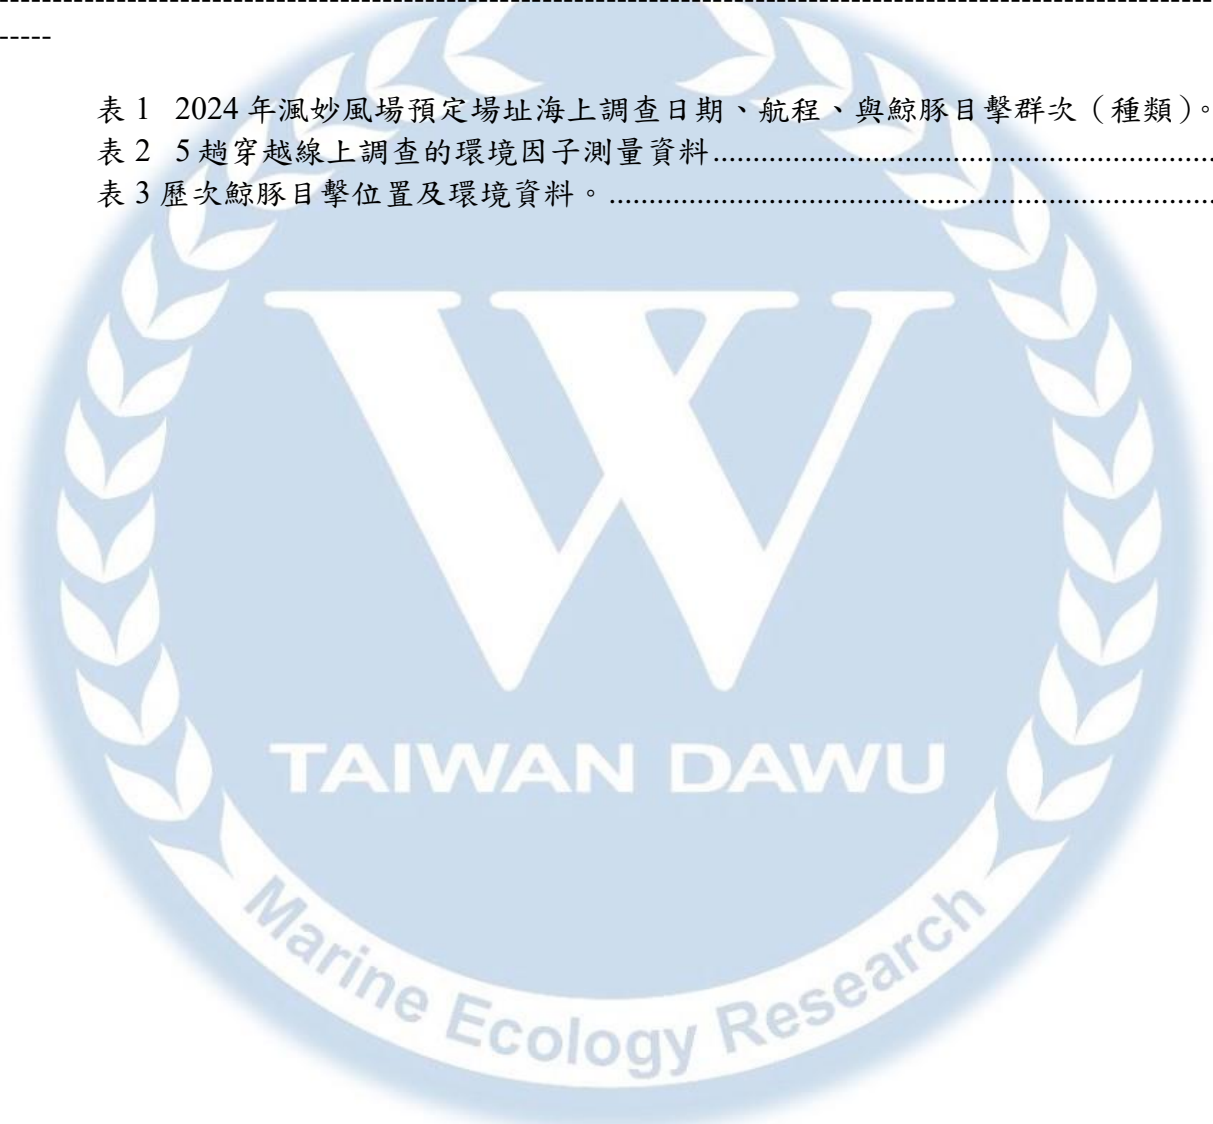 表 1 2024 年渢妙風場預定場址海上調查日期、航程、與鯨豚目擊群次（種類）。
表 2 5 趟穿越線上調查的環境因子測量資料
表 3 歷次鯨豚目擊位置及環境資料。
TAIWAN DAWU
Marine Ecology Research